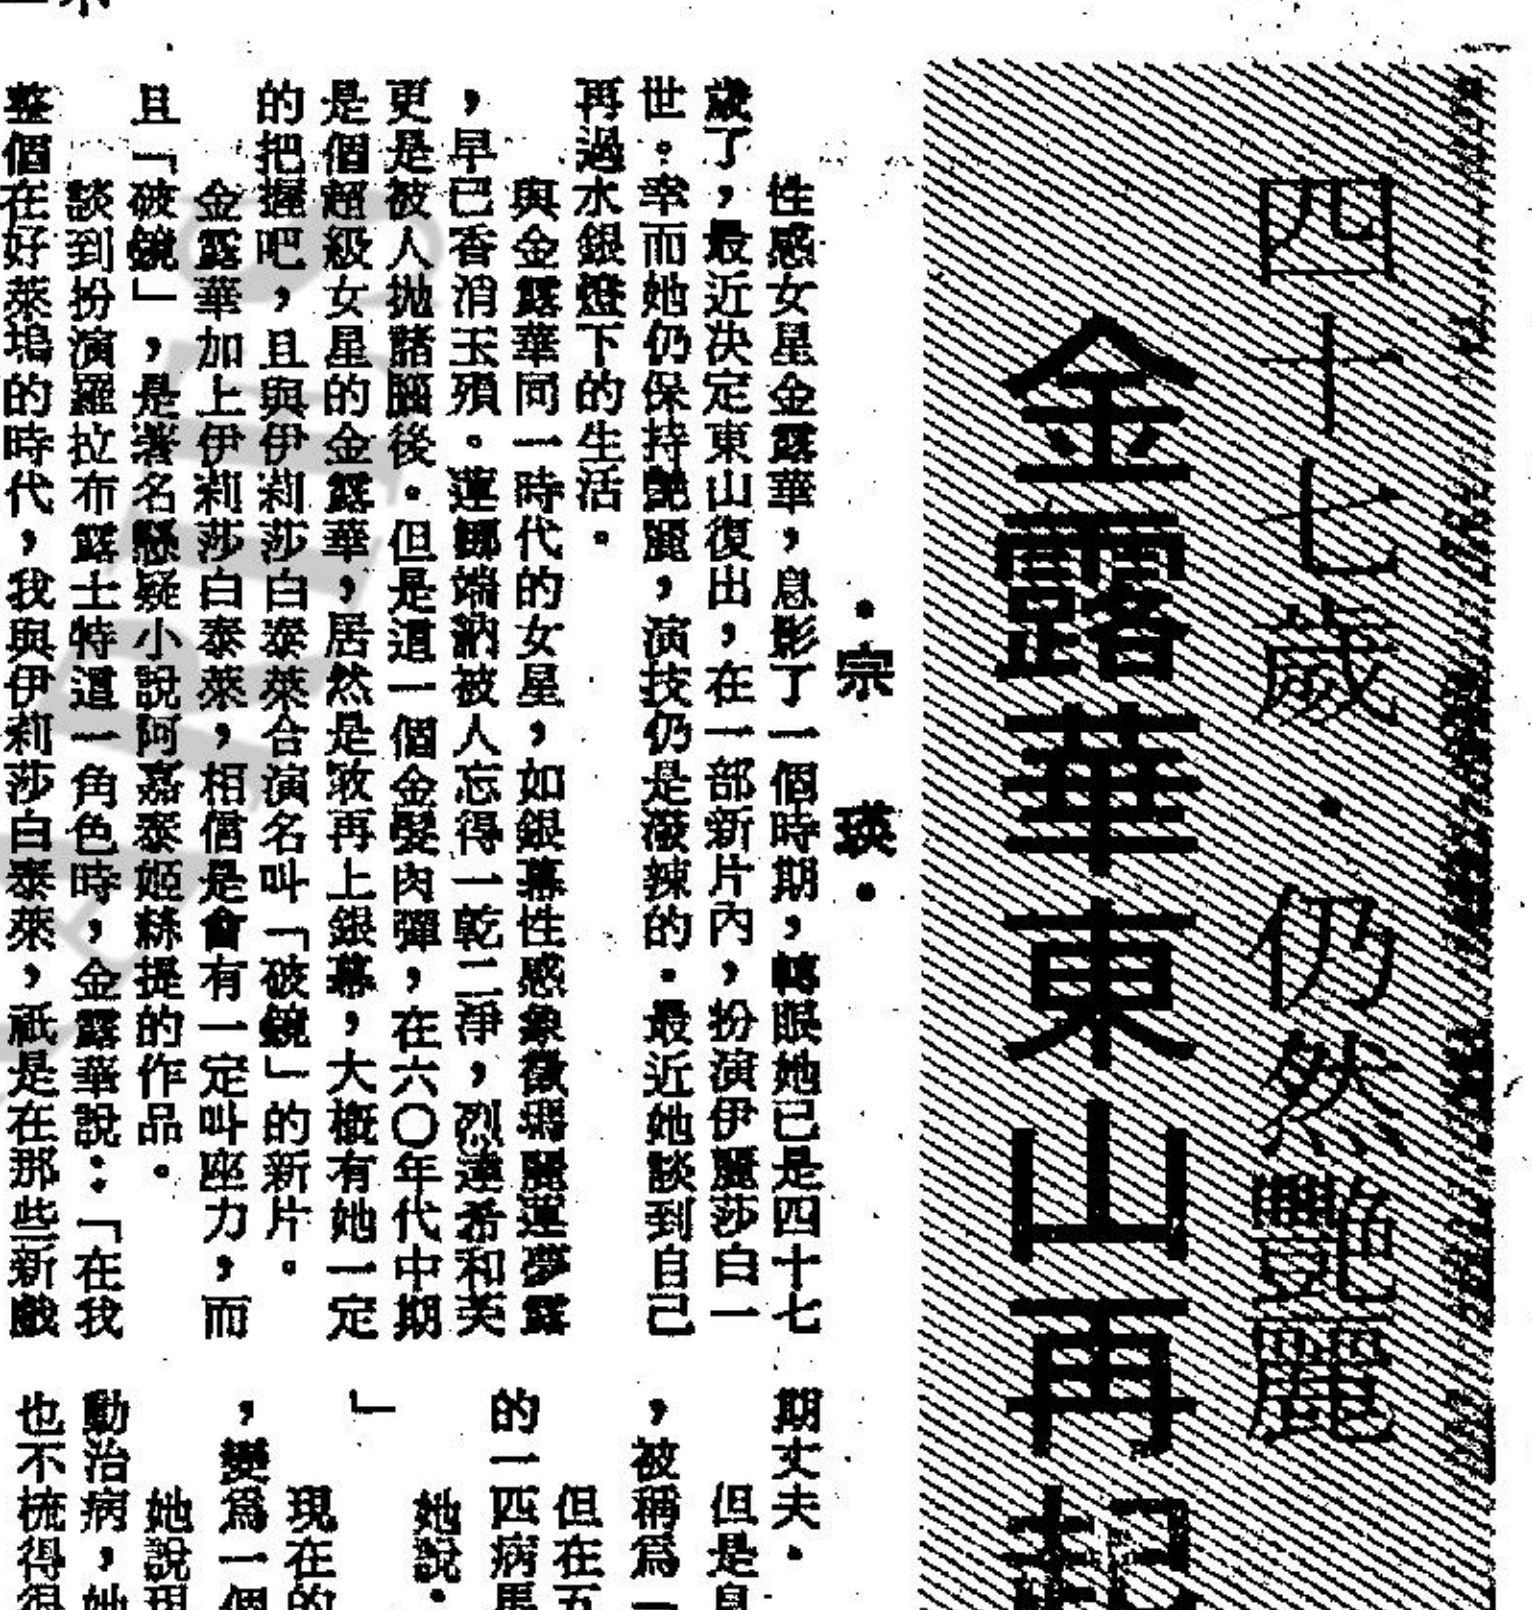 四十七歲·仍然艷麗
金露華東山再起
·宗　瑛·
性感女星金露華，息影了一個時期，轉眼她已是四十七
歲了，最近決定東山復出，在一部新片內，扮演伊麗莎白一
世。幸而她仍保持艷麗，演技仍是潑辣的。最近她談到自己
再過水銀燈下的生活。
與金露華同一時代的女星，如銀幕性感象徵瑪麗蓮夢露
，早已香消玉殞。蓮娜端納被人忘得一乾二淨，烈達希和芙
更是被人拋諸腦後。但是這一個金髮肉彈，在六〇年代中期
是個超級女星的金露華，居然是敢再上銀幕，大概有她一定
的把握吧，且與伊莉莎白泰萊合演名叫「破鏡」的新片。
金露華加上伊莉莎白泰萊，相信是會有一定叫座力，而
且「破鏡」，是著名懸疑小說阿嘉泰姬絲提的作品。
談到扮演羅拉布露士特這一角色時，金露華說：「在我
整個在好萊塢的時代，我與伊莉莎白泰萊，祇是在那些新戲
期丈夫。
但是息
，被稱爲一
但在五
的一四病馬
她說：
」
現在的
，變爲一個
她說現
動治病，她
也不梳得很